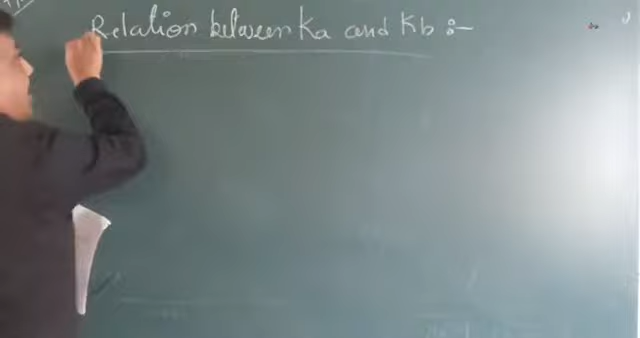 Relation between Ka and Kb :-